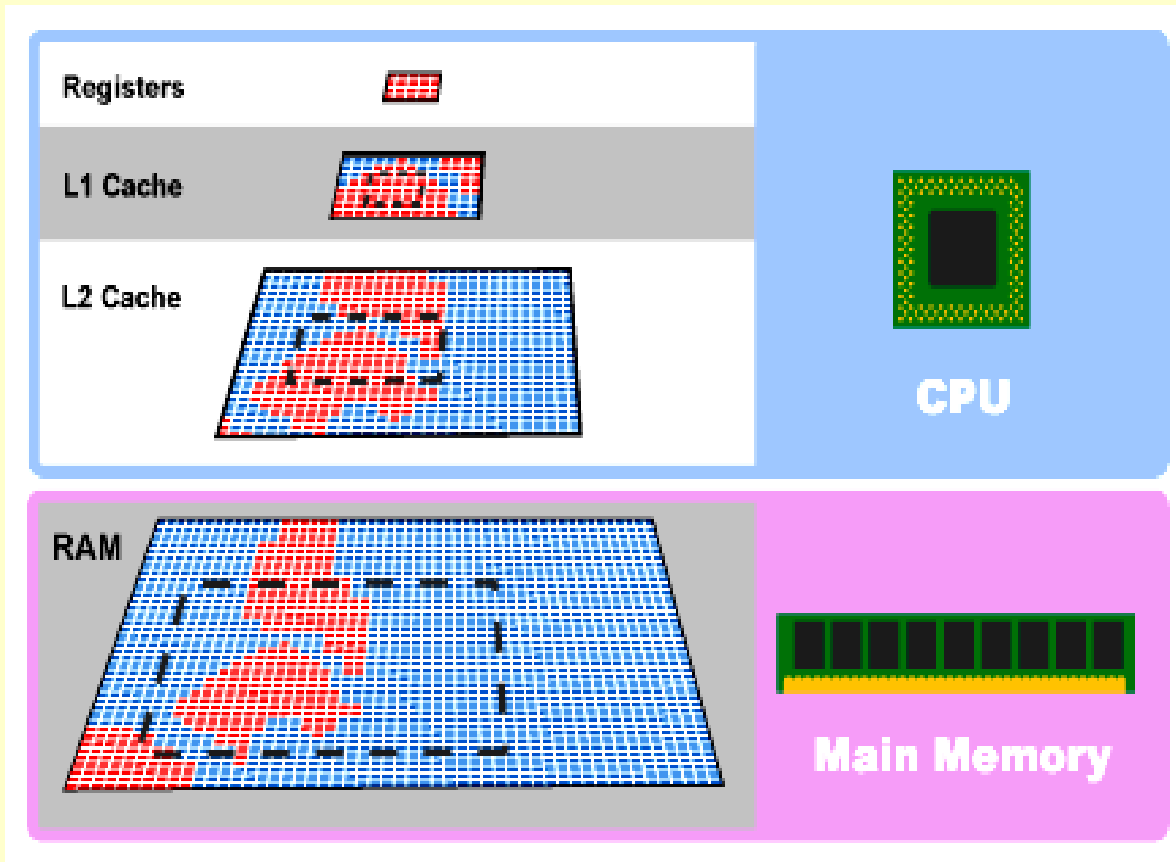 Registers
L1 Cache
L2 Cache
CPU
RAM
Main Memory